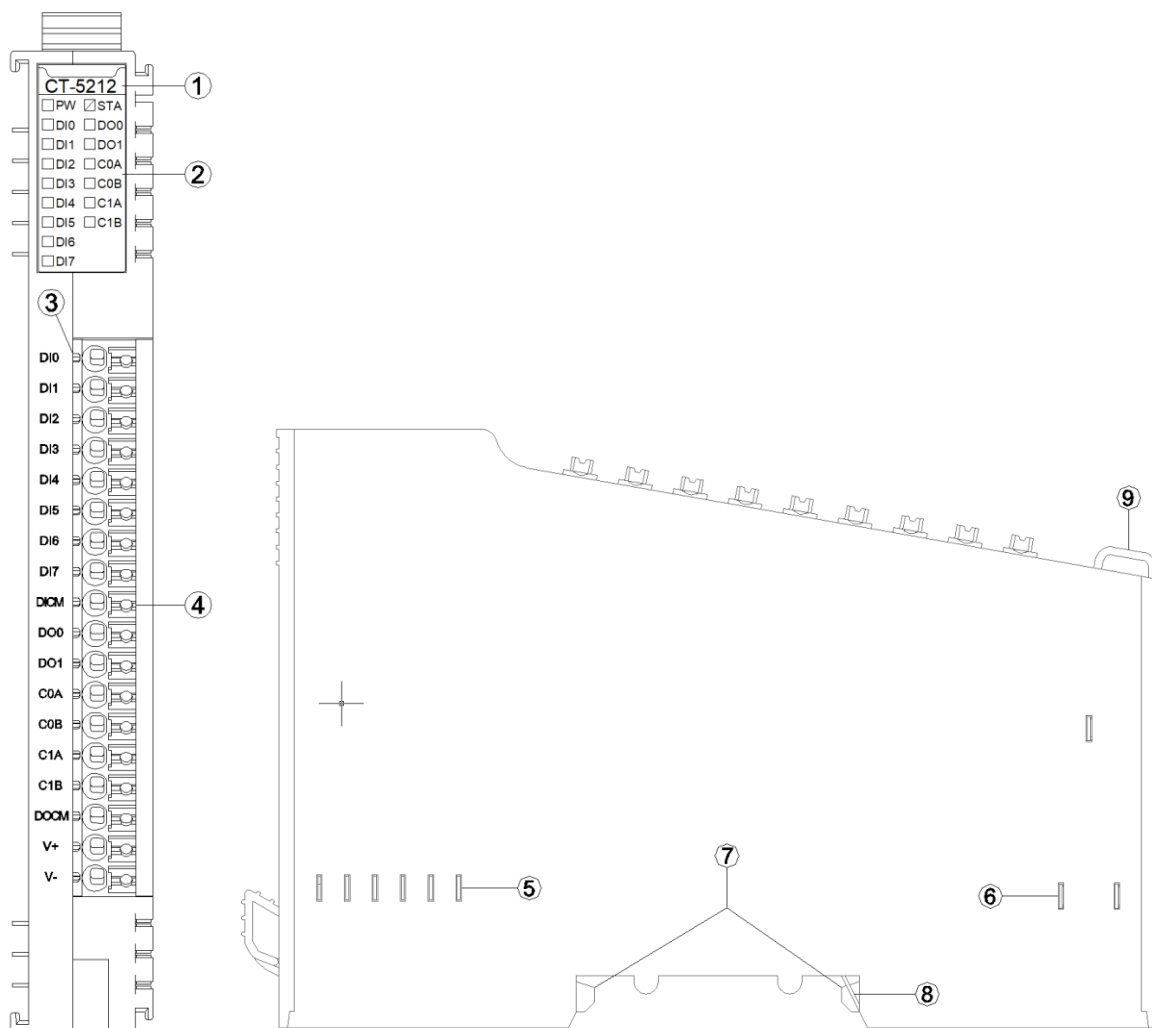 CT-5212
PW STA
DI0 DO0
DI1 DO1
DI2 C0A
DI3 C0B
DI4 C1A
DI5 C1B
DI6
DI7
1
2
3
DI0
DI1
DI2
DI3
DI4
DI5
DI6
DI7
DICM
DO0
DO1
C0A
C0B
C1A
C1B
DOCM
V+
V-
4
9
7
5
6
8